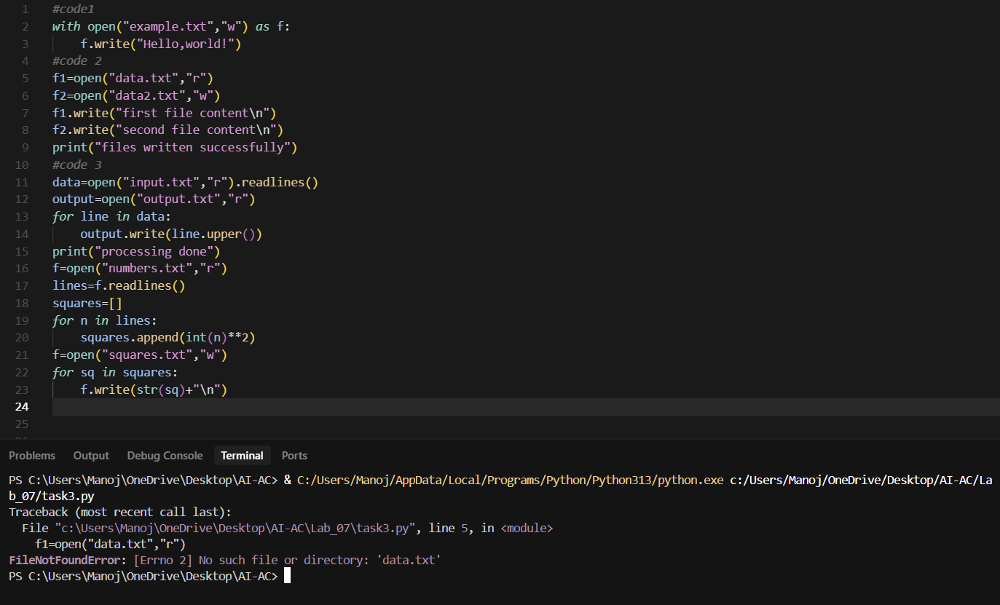 1 #code1
2 with open("example.txt","w") as f:
3     f.write("Hello,world!")
4 #code 2
5 f1=open("data.txt","r")
6 f2=open("data2.txt","w")
7 f1.write("first file content\n")
8 f2.write("second file content\n")
9 print("files written successfully")
10 #code 3
11 data=open("input.txt","r").readlines()
12 output=open("output.txt","r")
13 for line in data:
14     output.write(line.upper())
15 print("processing done")
16 f=open("numbers.txt","r")
17 lines=f.readlines()
18 squares=[]
19 for n in lines:
20     squares.append(int(n)**2)
21 f=open("squares.txt","w")
22 for sq in squares:
23     f.write(str(sq)+"\n")
24
25
Problems Output Debug Console Terminal Ports
PS C:\Users\Manoj\OneDrive\Desktop\AI-AC> & C:/Users/Manoj/AppData/Local/Programs/Python/Python313/python.exe c:/Users/Manoj/OneDrive/Desktop/AI-AC/La
b_07/task3.py
Traceback (most recent call last):
  File "c:\Users\Manoj\OneDrive\Desktop\AI-AC\Lab_07\task3.py", line 5, in <module>
    f1=open("data.txt","r")
FileNotFoundError: [Errno 2] No such file or directory: 'data.txt'
PS C:\Users\Manoj\OneDrive\Desktop\AI-AC>